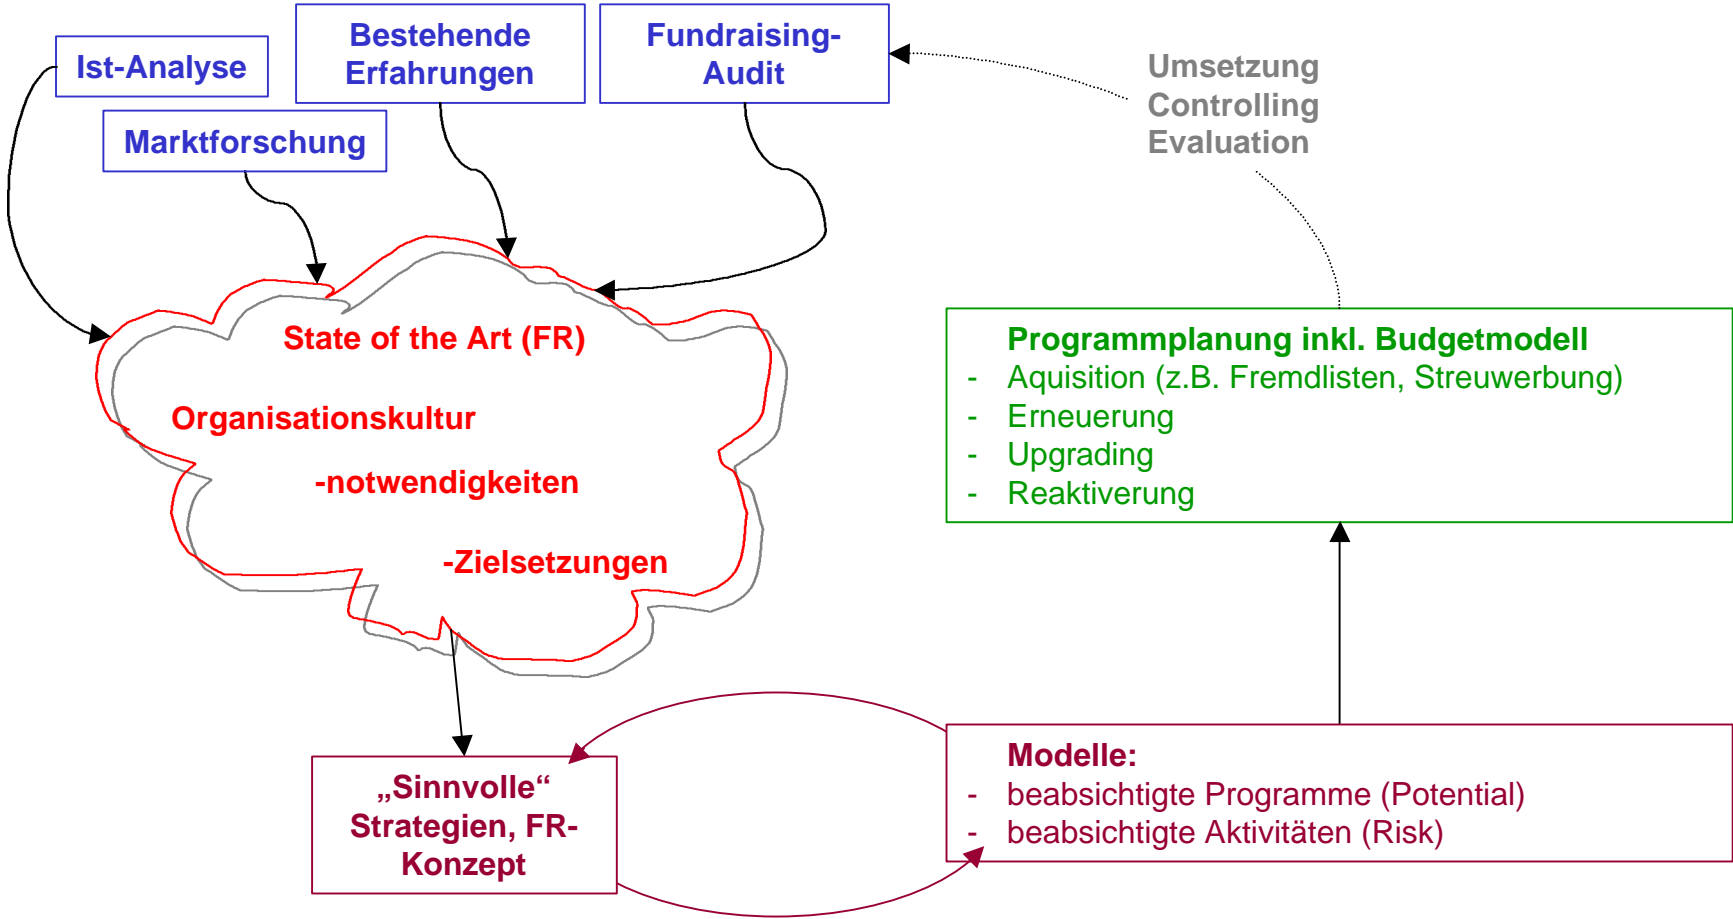 Ist-Analyse
Bestehende
Erfahrungen
Fundraising-
Audit
Marktforschung
Umsetzung
Controlling
Evaluation
State of the Art (FR)
Organisationskultur
-notwendigkeiten
-Zielsetzungen
Programmplanung inkl. Budgetmodell
- Aquisition (z.B. Fremdlisten, Streuwerbung)
- Erneuerung
- Upgrading
- Reaktiverung
„Sinnvolle“
Strategien, FR-
Konzept
Modelle:
- beabsichtigte Programme (Potential)
- beabsichtigte Aktivitäten (Risk)